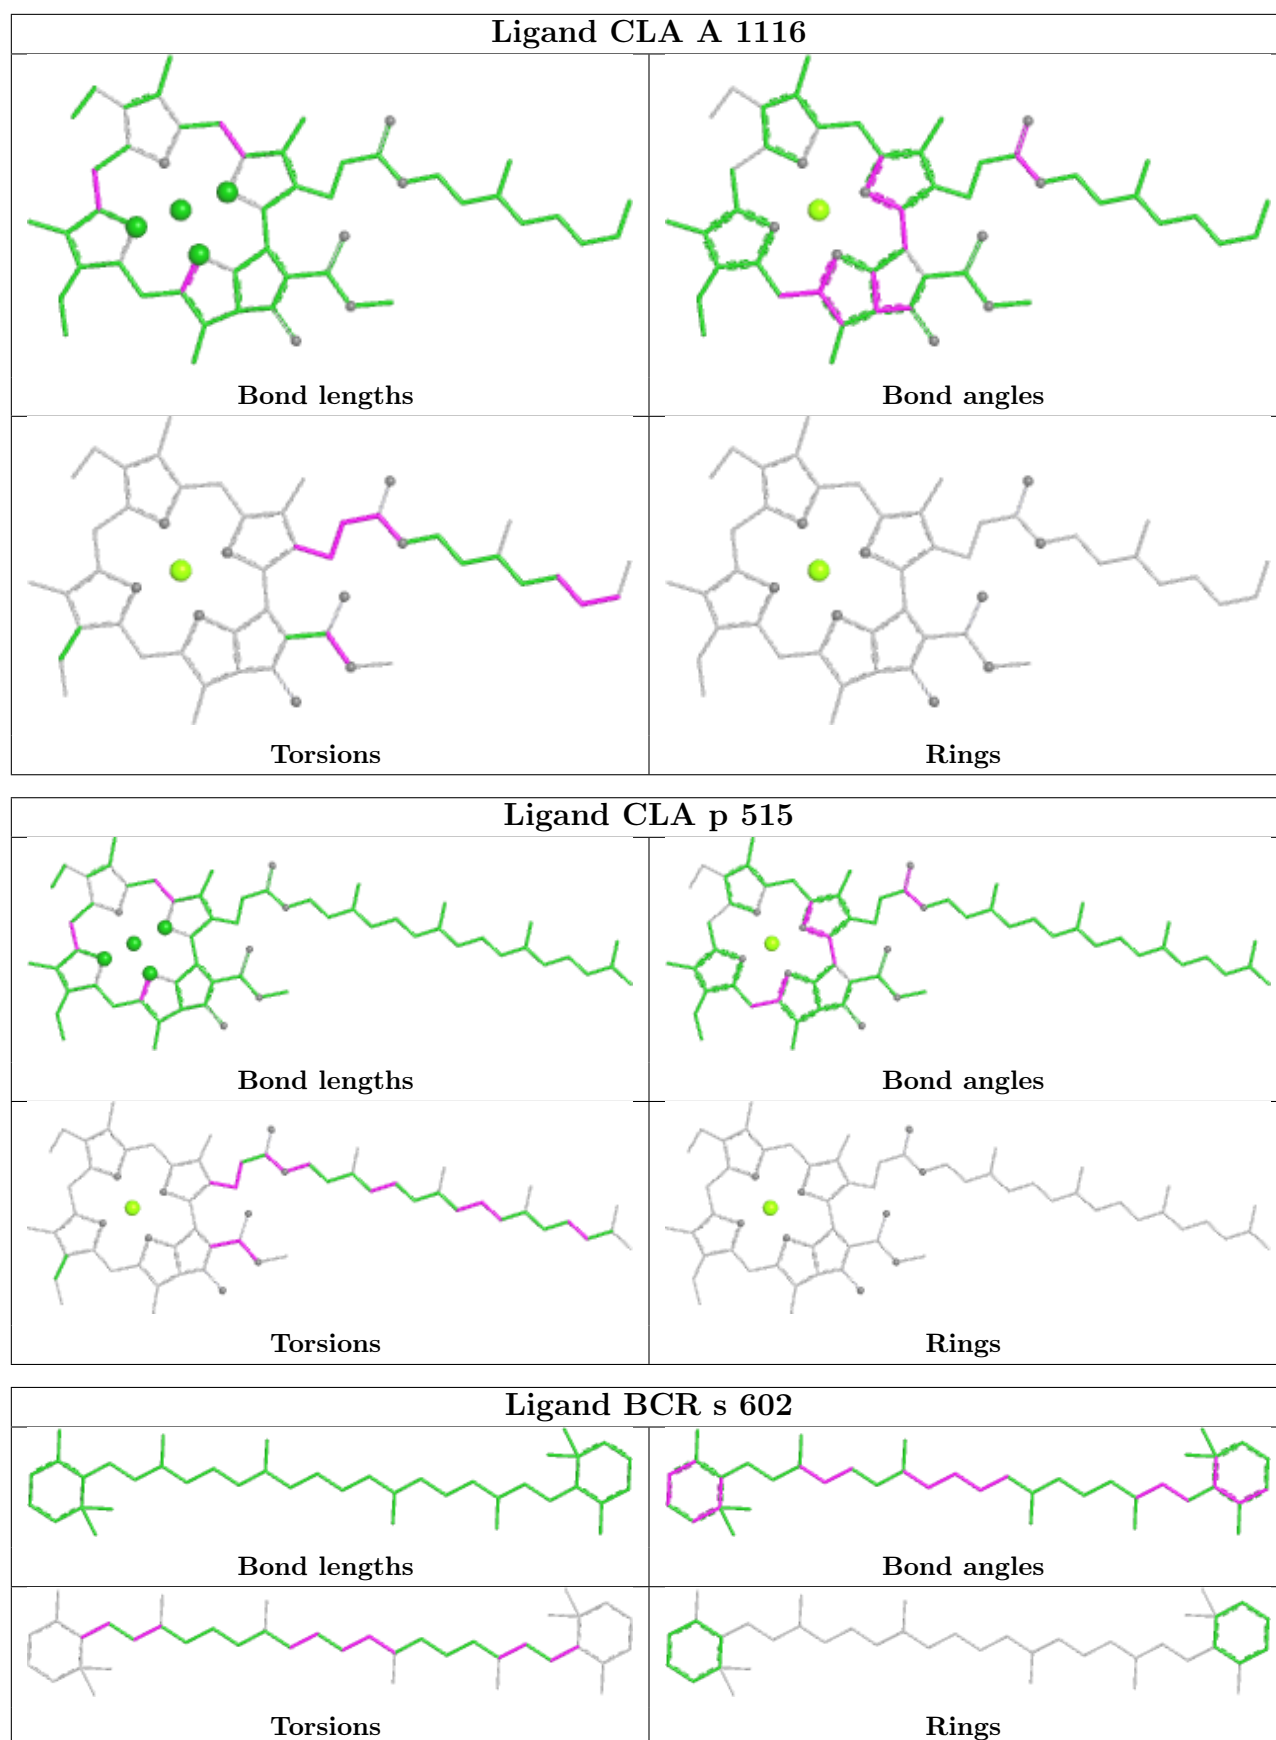 Ligand CLA A 1116
Bond lengths
Bond angles
Torsions
Rings
Ligand CLA p 515
Bond lengths
Bond angles
Torsions
Rings
Ligand BCR s 602
Bond lengths
Bond angles
Torsions
Rings